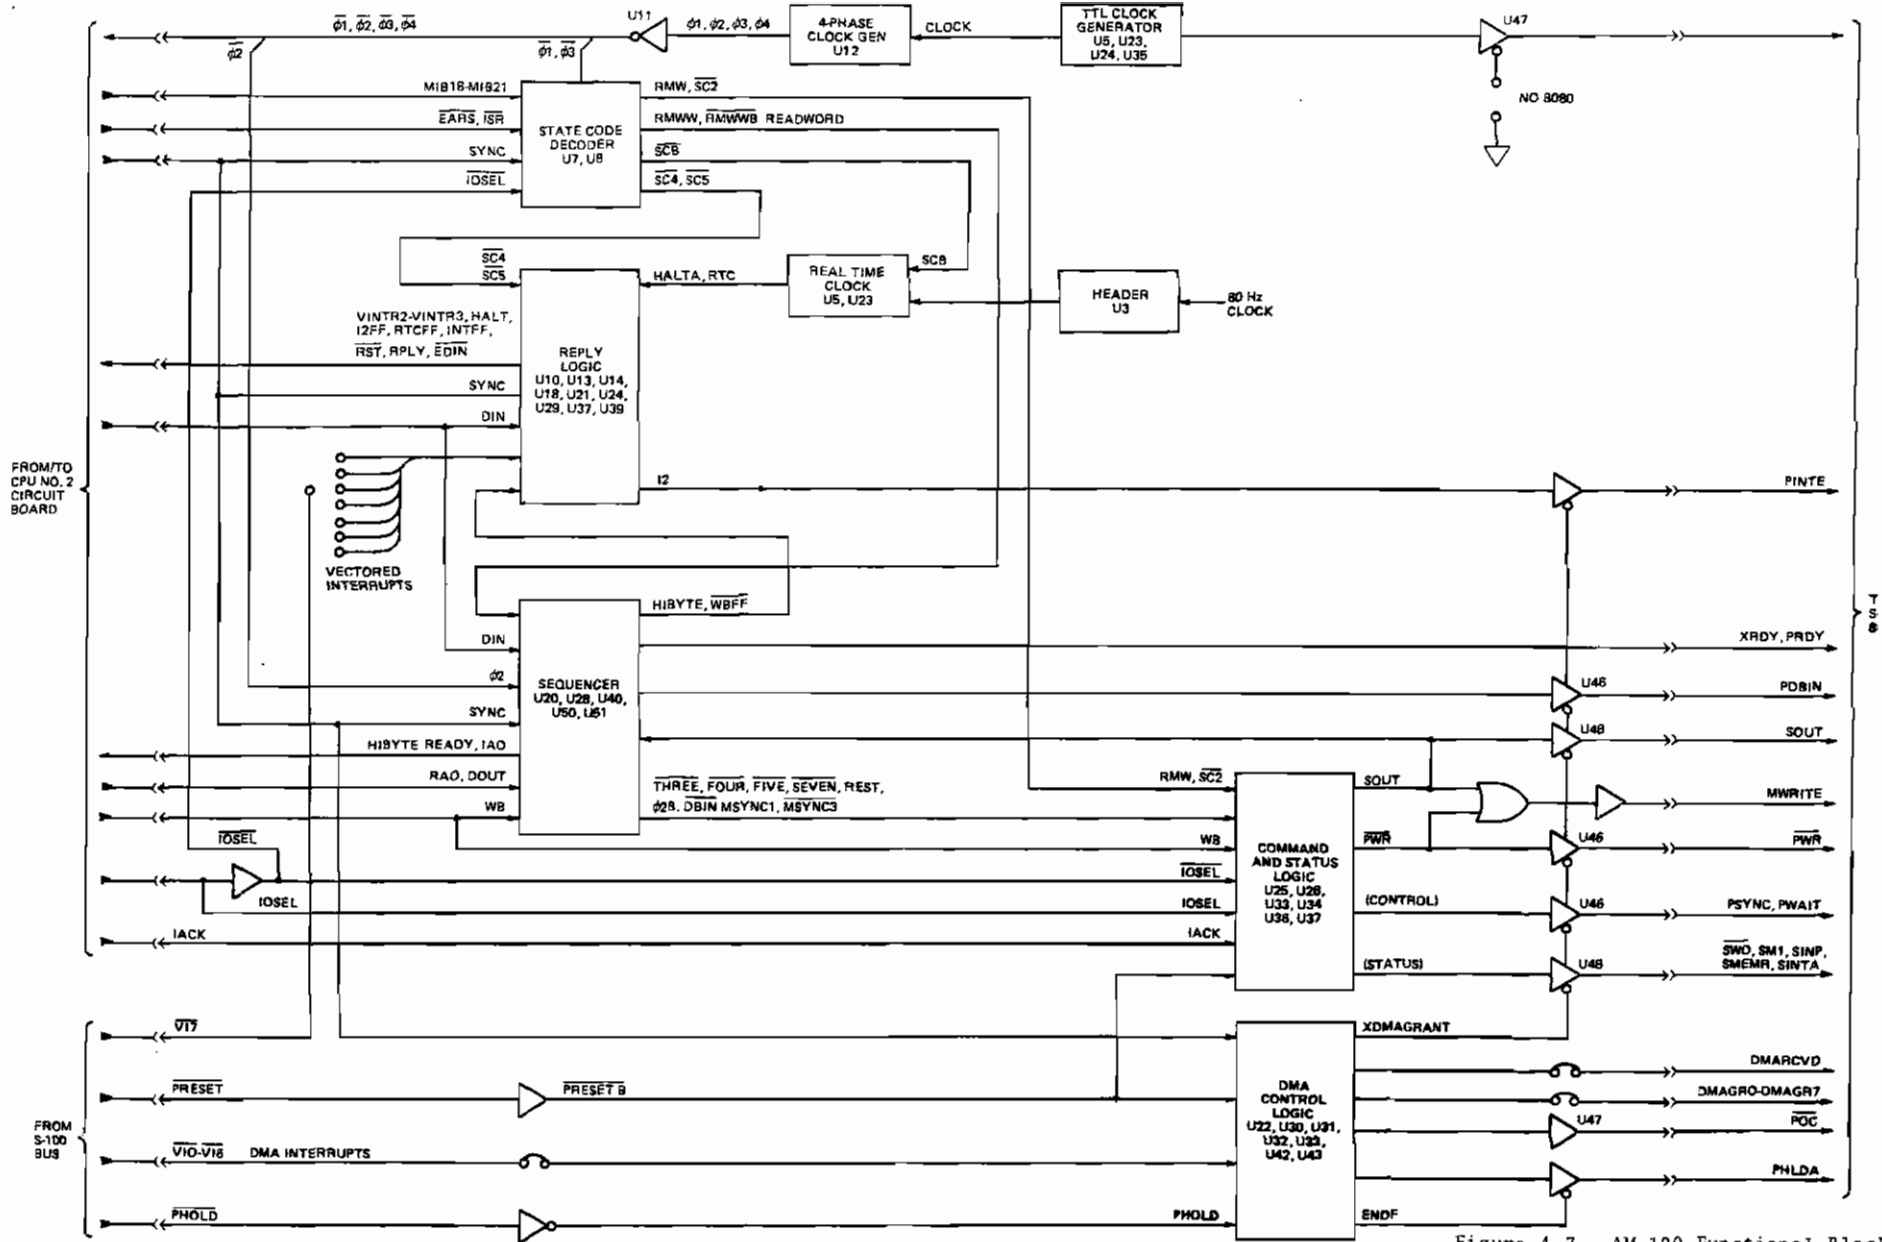 U11
φ1, φ2, φ3, φ4
φ1, φ2, φ3, φ4
4-PHASE
CLOCK GEN
U12
CLOCK
TTL CLOCK
GENERATOR
U5, U23,
U24, U35
U47
NO 8080
φ2
φ1, φ3
MIB18-MIB21
EARS, ISR
SYNC
IOSEL
STATE CODE
DECODER
U7, U8
RMW, SC2
RMWW, RMWWB READWORD
SC8
SC4, SC5
SC4
SC5
HALTA, RTC
REAL TIME
CLOCK
U5, U23
SC8
HEADER
U3
60 Hz
CLOCK
VINTR2-VINTR3, HALT,
I2FF, RTCFF, INTFF,
RST, RPLY, EDIN
SYNC
DIN
REPLY
LOGIC
U10, U13, U14,
U18, U21, U24,
U29, U37, U39
I2
FROM/TO
CPU NO. 2
CIRCUIT
BOARD
VECTORED
INTERRUPTS
PINTE
HIBYTE, WBFF
DIN
φ2
SYNC
HIBYTE READY, IAO
RAO, DOUT
WB
SEQUENCER
U20, U28, U40,
U50, U51
THREE, FOUR, FIVE, SEVEN, REST,
φ2B, DBIN MSYNC1, MSYNC3
XRDY, PRDY
U46
PDBIN
U48
SOUT
T
S
8
RMW, SC2
WB
IOSEL
IOSEL
IACK
COMMAND
AND STATUS
LOGIC
U25, U26,
U33, U34
U36, U37
SOUT
PWR
(CONTROL)
(STATUS)
MWRITE
U46
PWR
U46
PSYNC, PWAIT
U48
SWO, SM1, SINP,
SMEMR, SINTA
IOSEL
IOSEL
IACK
FROM
S-100
BUS
VI7
PRESET
PRESET B
VI0-VI6 DMA INTERRUPTS
PHOLD
PHOLD
DMA
CONTROL
LOGIC
U22, U30, U31,
U32, U33,
U42, U43
XDMAGRANT
DMARCVD
DMAGRO-DMAGR7
U47
POC
PHLDA
ENDF